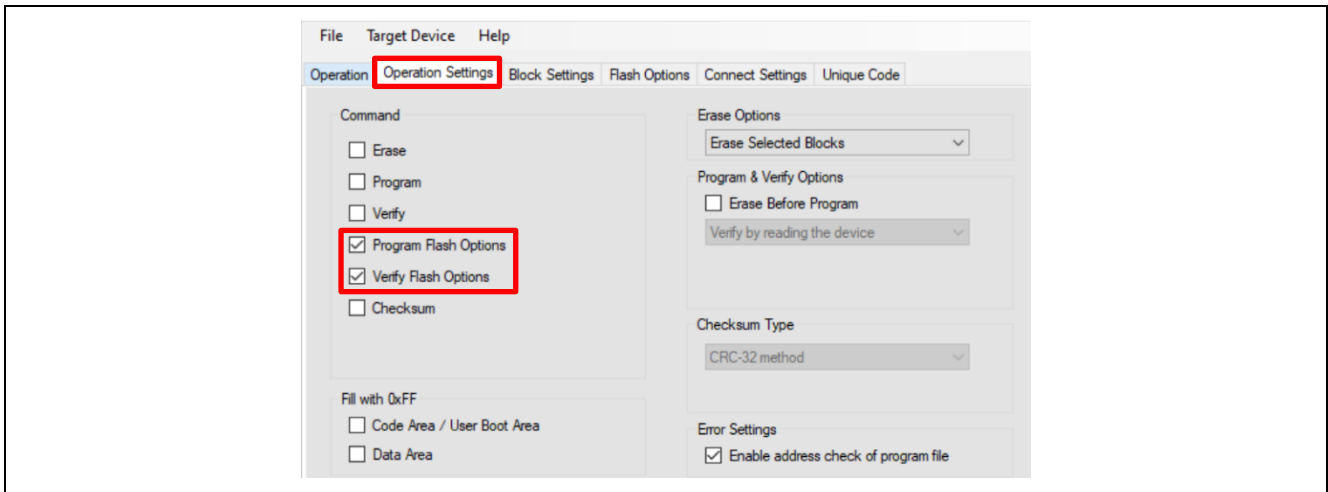 File Target Device Help
Operation Operation Settings Block Settings Flash Options Connect Settings Unique Code
Command
Erase
Program
Verify
Program Flash Options
Verify Flash Options
Checksum
Fill with 0xFF
Code Area / User Boot Area
Data Area
Erase Options
Erase Selected Blocks
Program & Verify Options
Erase Before Program
Verify by reading the device
Checksum Type
CRC-32 method
Error Settings
Enable address check of program file